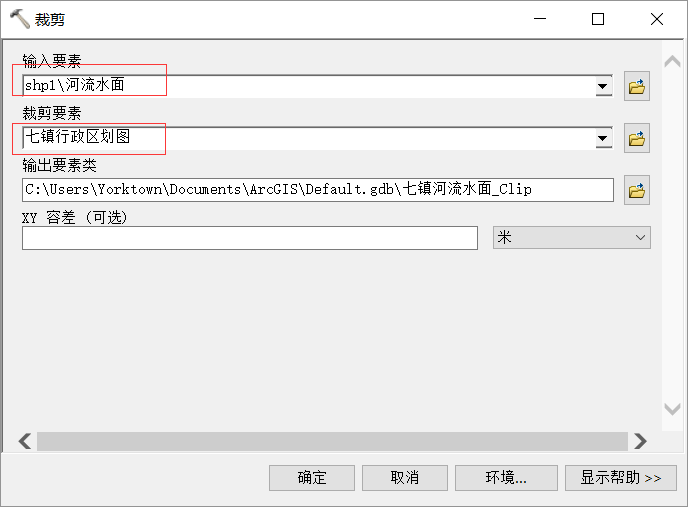 裁剪
输入要素
shp1\河流水面
裁剪要素
七镇行政区划图
输出要素类
C:\Users\Yorktown\Documents\ArcGIS\Default.gdb\七镇河流水面_Clip
XY 容差 (可选)
米
确定 取消 环境... 显示帮助 >>